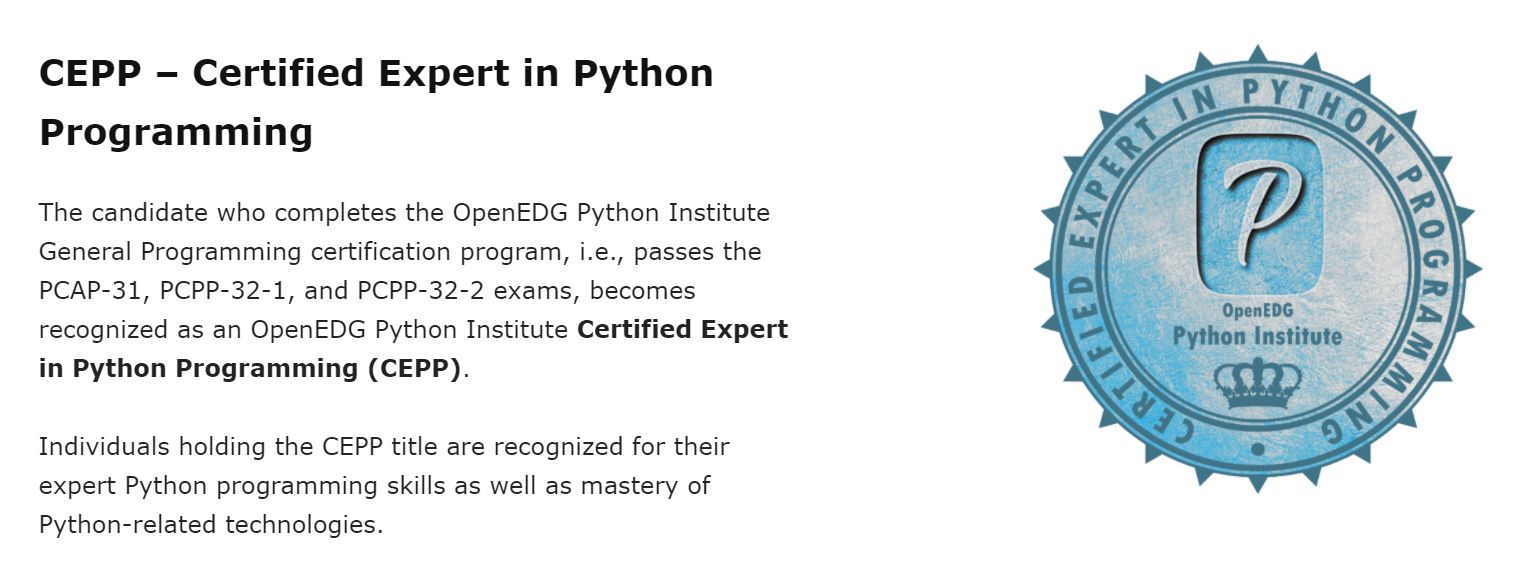 CEPP – Certified Expert in Python
Programming
The candidate who completes the OpenEDG Python Institute
General Programming certification program, i.e., passes the
PCAP-31, PCPP-32-1, and PCPP-32-2 exams, becomes
recognized as an OpenEDG Python Institute Certified Expert
in Python Programming (CEPP).
Individuals holding the CEPP title are recognized for their
expert Python programming skills as well as mastery of
Python-related technologies.
CERTIFIED EXPERT IN PYTHON PROGRAMMING
P
OpenEDG
Python Institute